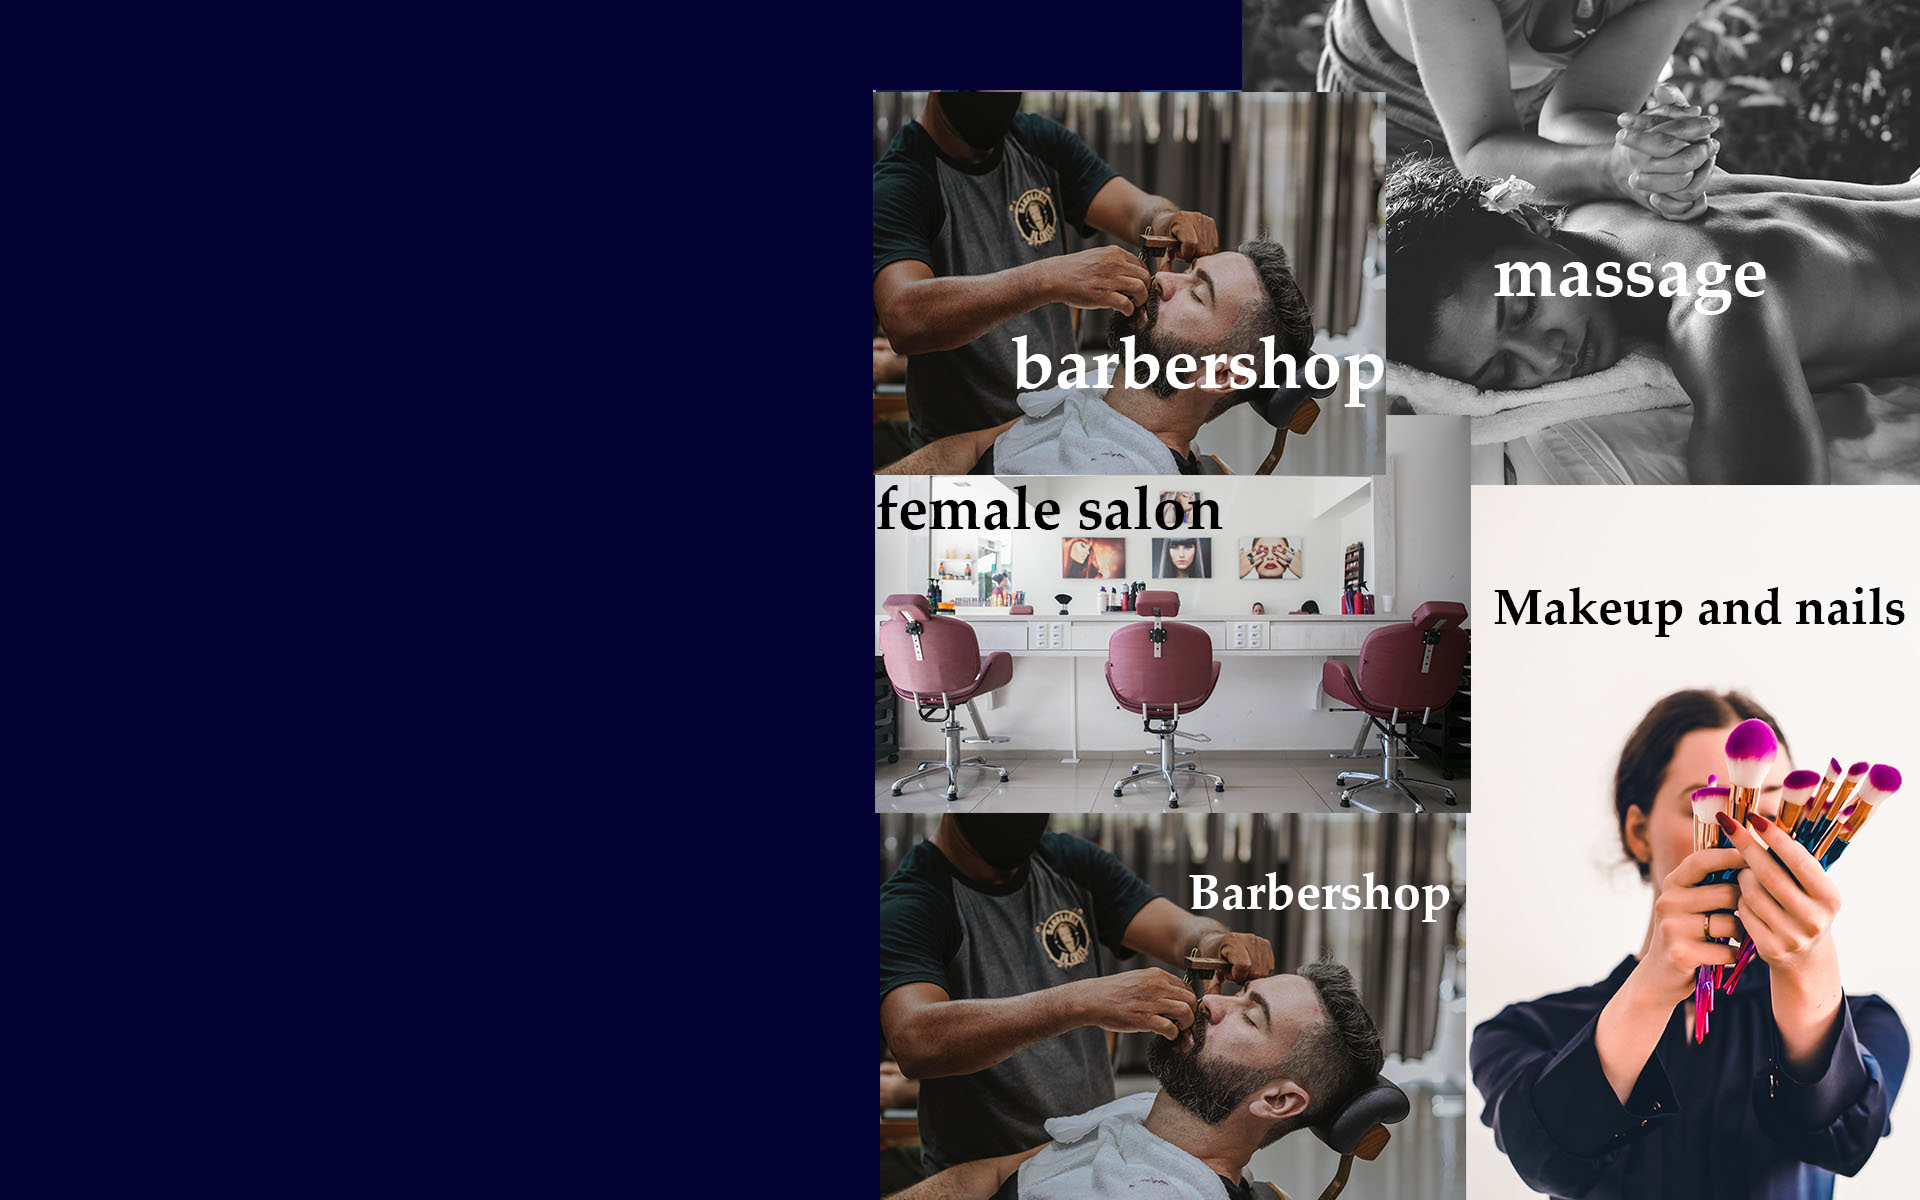 massage
barbershop
female salon
Makeup and nails
Barbershop